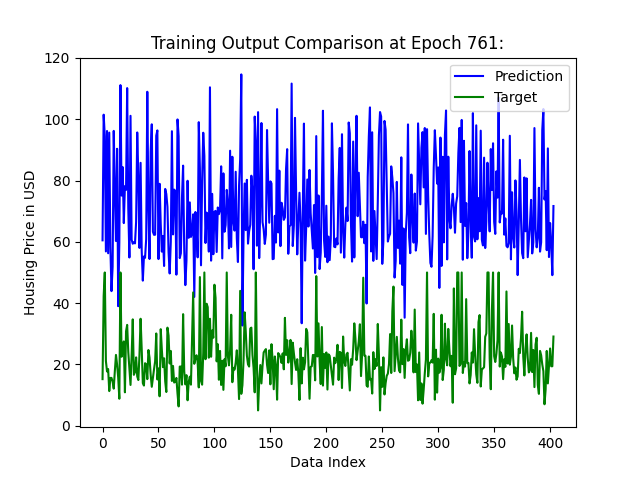 Training Output Comparison at Epoch 761:
Prediction
Target
Housing Price in USD
120
100
80
60
40
20
0
0 50 100 150 200 250 300 350 400
Data Index